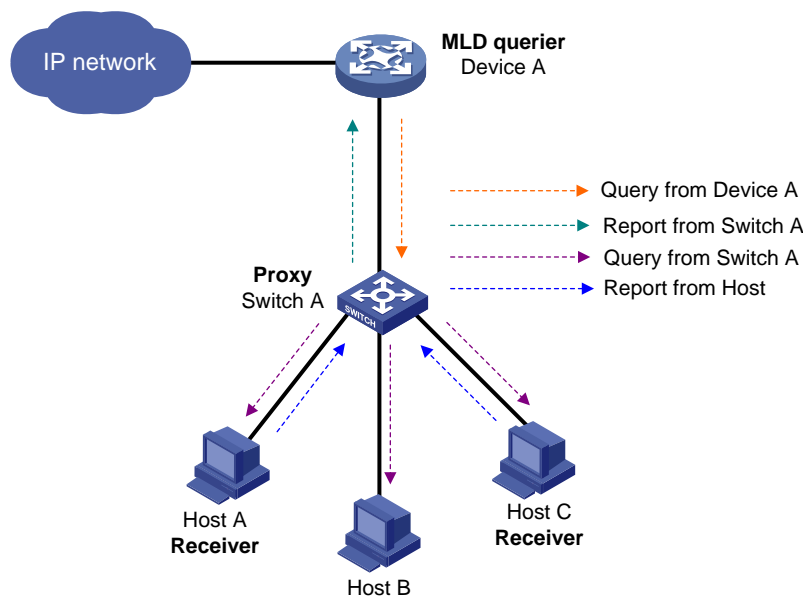 IP network
MLD querier
Device A
Query from Device A
Report from Switch A
Query from Switch A
Report from Host
Proxy
Switch A
SWITCH
Host A
Receiver
Host B
Host C
Receiver